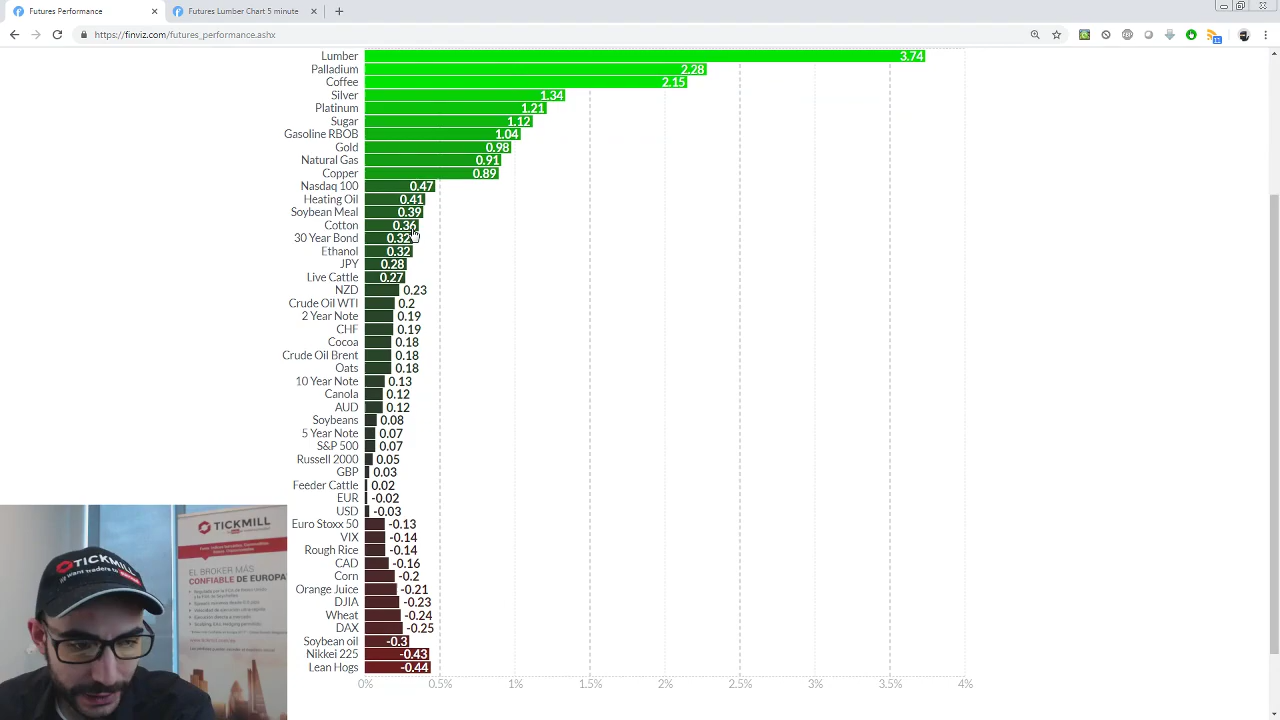 Futures Performance
Futures Lumber Chart 5 minute
https://finviz.com/futures_performance.ashx
Lumber 3.74
Palladium 2.28
Coffee 2.15
Silver 1.34
Platinum 1.21
Sugar 1.12
Gasoline RBOB 1.04
Gold 0.98
Natural Gas 0.91
Copper 0.89
Nasdaq 100 0.47
Heating Oil 0.41
Soybean Meal 0.39
Cotton 0.36
30 Year Bond 0.32
Ethanol 0.32
JPY 0.28
Live Cattle 0.27
NZD 0.23
Crude Oil WTI 0.2
2 Year Note 0.19
CHF 0.19
Cocoa 0.18
Crude Oil Brent 0.18
Oats 0.18
10 Year Note 0.13
Canola 0.12
AUD 0.12
Soybeans 0.08
5 Year Note 0.07
S&P 500 0.07
Russell 2000 0.05
GBP 0.03
Feeder Cattle 0.02
EUR -0.02
USD -0.03
Euro Stoxx 50 -0.13
VIX -0.14
Rice -0.14
CAD -0.16
Corn -0.2
Orange Juice -0.21
DJIA -0.23
Wheat -0.24
DAX -0.25
Soybean oil -0.3
Nikkei 225 -0.43
Lean Hogs -0.44
0% 0.5% 1% 1.5% 2% 2.5% 3% 3.5% 4%
TICKMILL
EL BROKER MÁS
CONFIABLE DE EUROPA
TICKMILL
want traders to